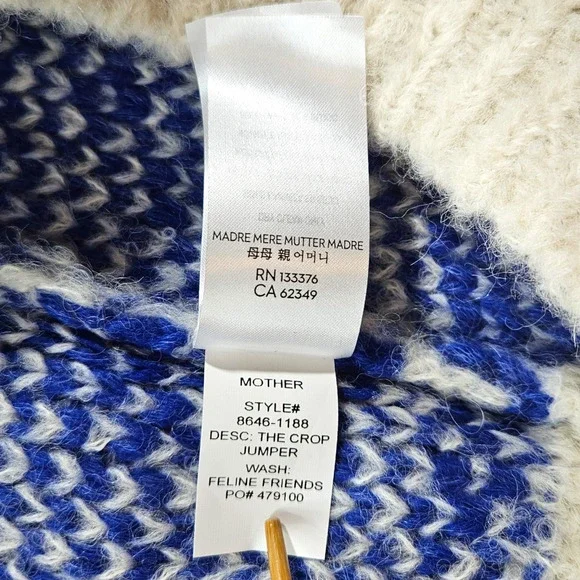 MADRE MERE MUTTER MADRE
母母 親 어머니
RN 133376
CA 62349
MOTHER
STYLE#
8646-1188
DESC: THE CROP
JUMPER
WASH:
FELINE FRIENDS
PO# 479100